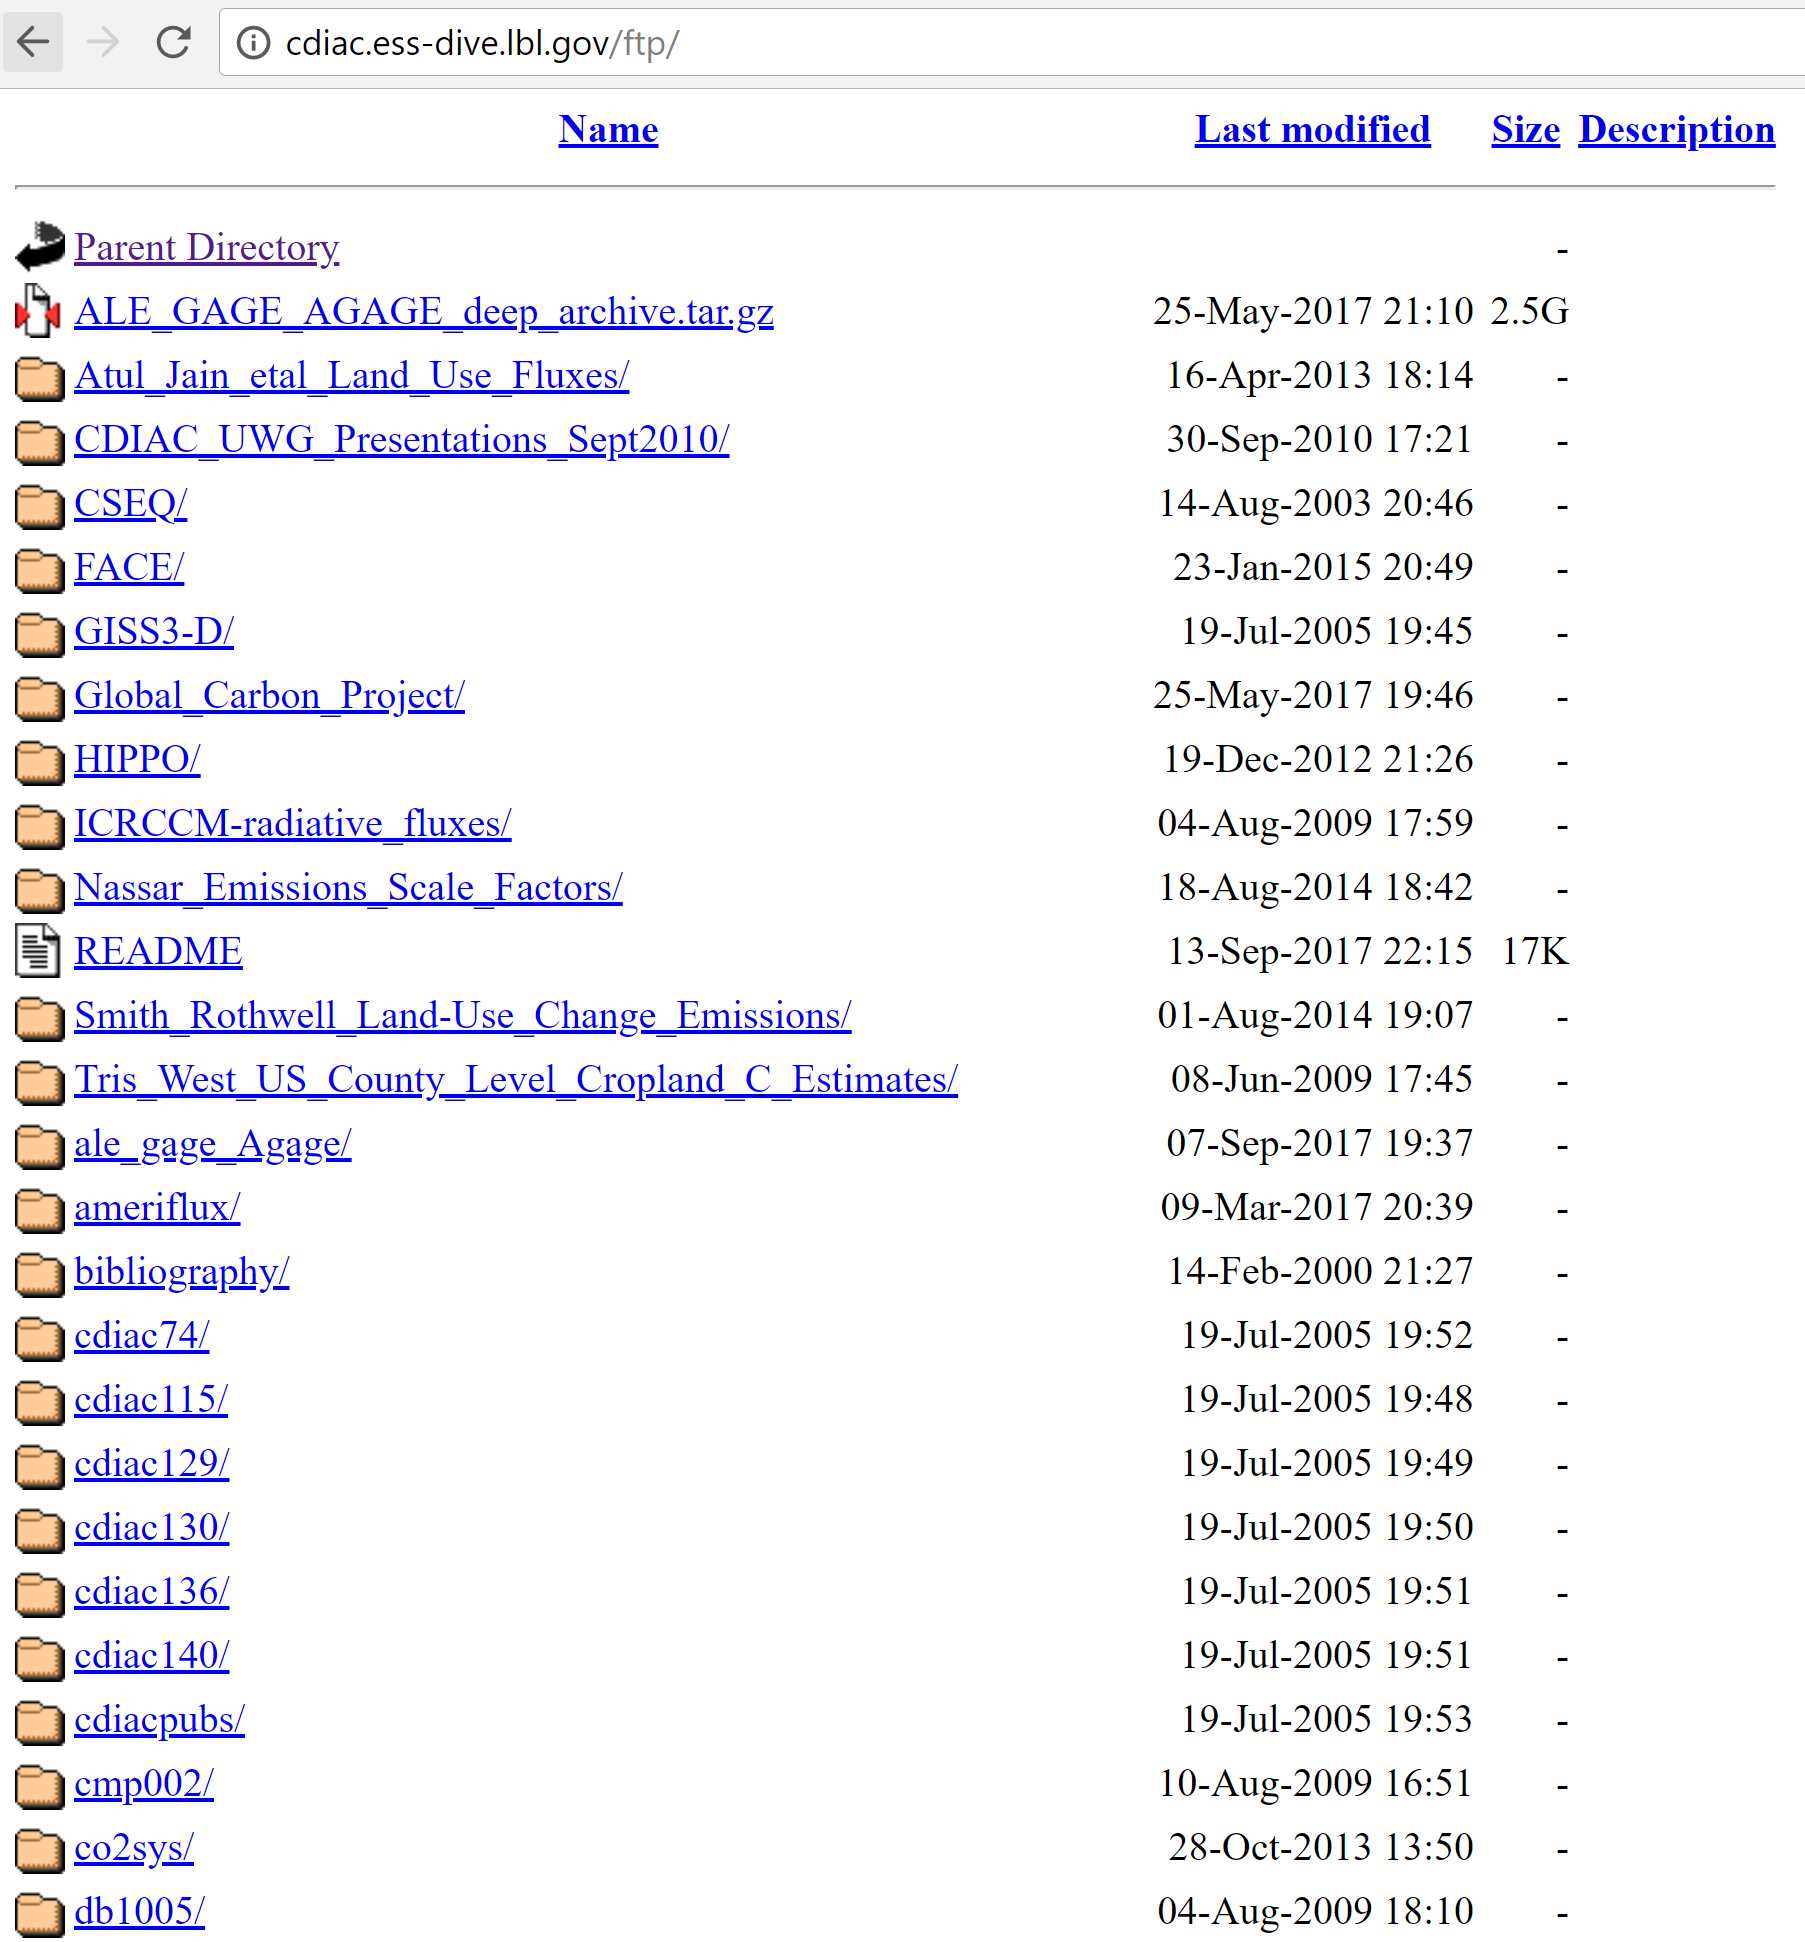 cdiac.ess-dive.lbl.gov/ftp/
Name Last modified Size Description
Parent Directory -
ALE_GAGE_AGAGE_deep_archive.tar.gz 25-May-2017 21:10 2.5G
Atul_Jain_etal_Land_Use_Fluxes/ 16-Apr-2013 18:14 -
CDIAC_UWG_Presentations_Sept2010/ 30-Sep-2010 17:21 -
CSEQ/ 14-Aug-2003 20:46 -
FACE/ 23-Jan-2015 20:49 -
GISS3-D/ 19-Jul-2005 19:45 -
Global_Carbon_Project/ 25-May-2017 19:46 -
HIPPO/ 19-Dec-2012 21:26 -
ICRCCM-radiative_fluxes/ 04-Aug-2009 17:59 -
Nassar_Emissions_Scale_Factors/ 18-Aug-2014 18:42 -
README 13-Sep-2017 22:15 17K
Smith_Rothwell_Land-Use_Change_Emissions/ 01-Aug-2014 19:07 -
Tris_West_US_County_Level_Cropland_C_Estimates/ 08-Jun-2009 17:45 -
ale_gage_Agage/ 07-Sep-2017 19:37 -
ameriflux/ 09-Mar-2017 20:39 -
bibliography/ 14-Feb-2000 21:27 -
cdiac74/ 19-Jul-2005 19:52 -
cdiac115/ 19-Jul-2005 19:48 -
cdiac129/ 19-Jul-2005 19:49 -
cdiac130/ 19-Jul-2005 19:50 -
cdiac136/ 19-Jul-2005 19:51 -
cdiac140/ 19-Jul-2005 19:51 -
cdiacpubs/ 19-Jul-2005 19:53 -
cmp002/ 10-Aug-2009 16:51 -
co2sys/ 28-Oct-2013 13:50 -
db1005/ 04-Aug-2009 18:10 -